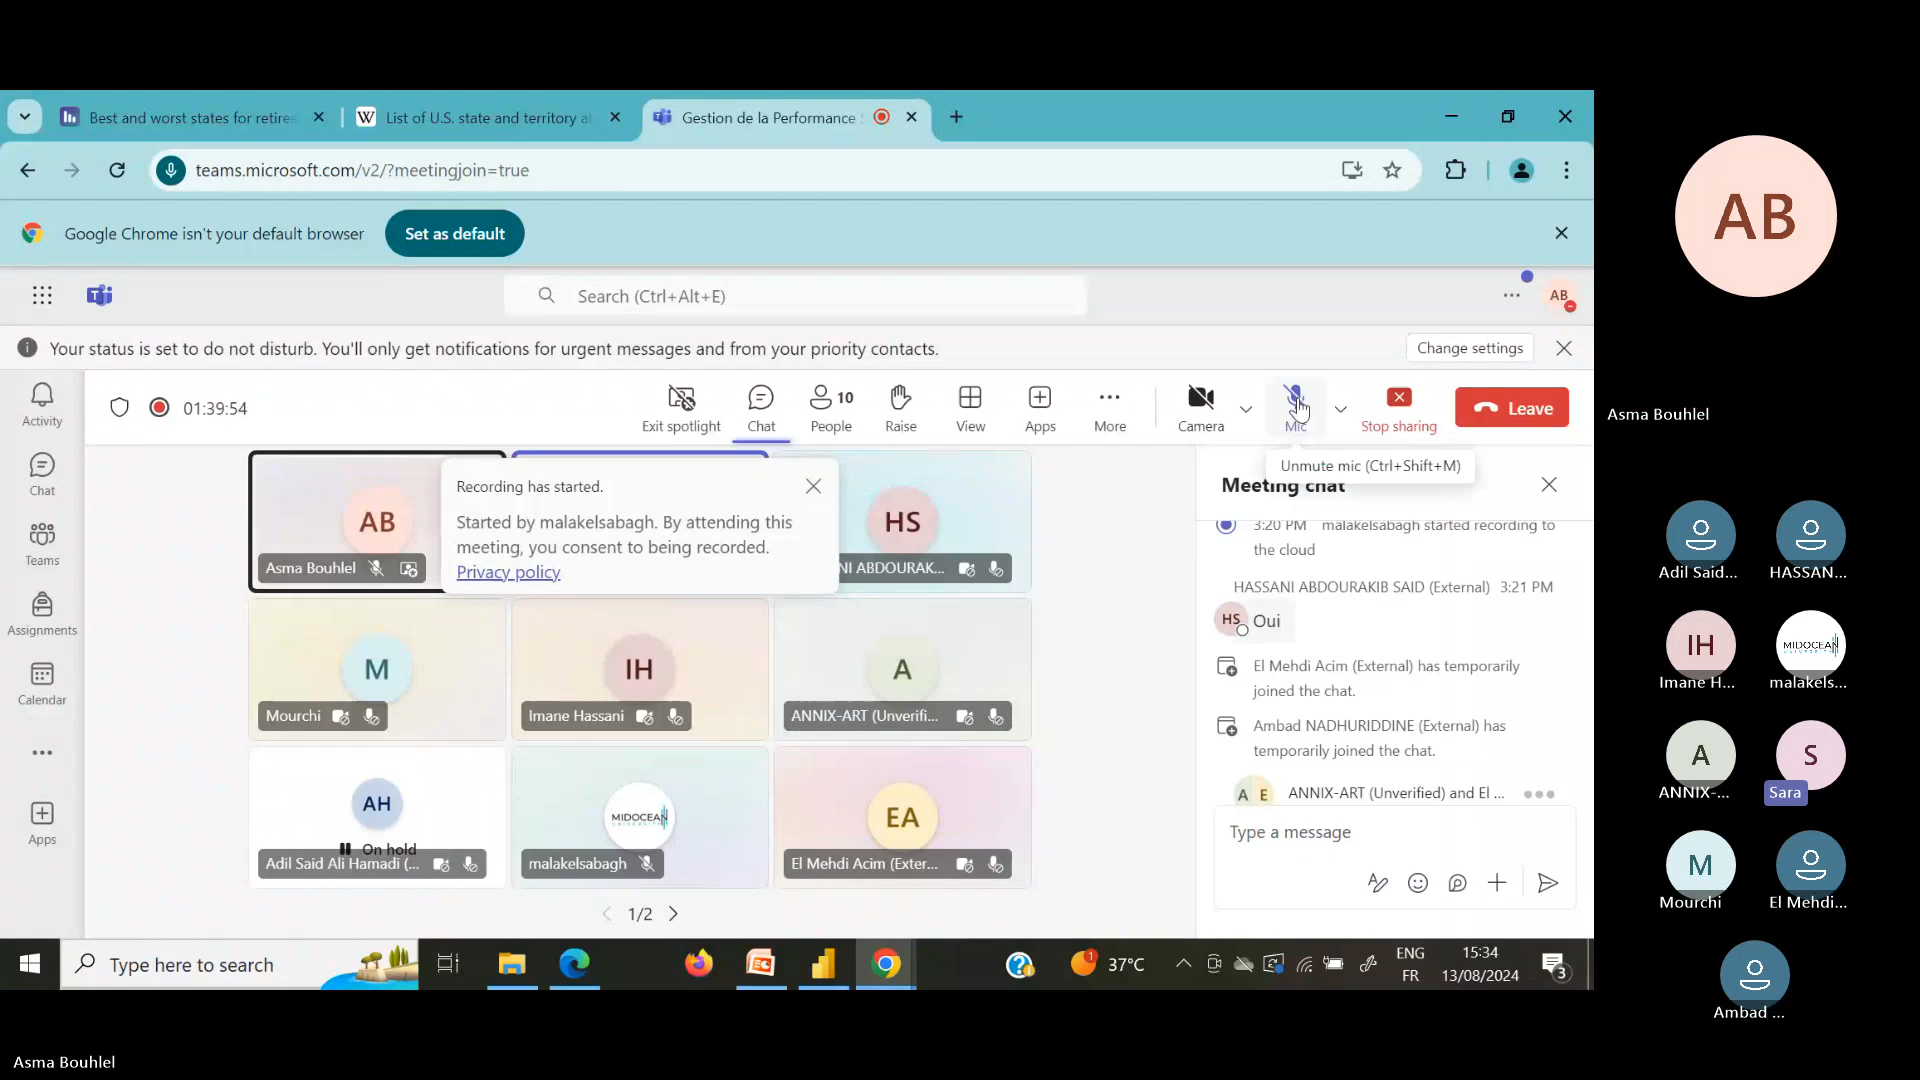 Best and worst states for retire
List of U.S. state and territory a
Gestion de la Performance
teams.microsoft.com/v2/?meetingjoin=true
Google Chrome isn't your default browser
Set as default
Search (Ctrl+Alt+E)
AB
Your status is set to do not disturb. You'll only get notifications for urgent messages and from your priority contacts.
Change settings
Activity
Chat
Teams
Assignments
Calendar
Apps
01:39:54
Exit spotlight
Chat
10
People
Raise
View
Apps
More
Camera
Mic
Stop sharing
Leave
Unmute mic (Ctrl+Shift+M)
Recording has started.
Started by malakelsabagh. By attending this
meeting, you consent to being recorded.
Privacy policy
AB
Asma Bouhlel
HS
NI ABDOURAK...
M
Mourchi
IH
Imane Hassani
A
ANNIX-ART (Unverifi...
AH
On hold
Adil Said Ali Hamadi (...
MIDOCEAN
UNIVERSITY
malakelsabagh
EA
El Mehdi Acim (Exter...
1/2
Meeting chat
3:20 PM malakelsabagh started recording to
the cloud
HASSANI ABDOURAKIB SAID (External) 3:21 PM
HS
Oui
El Mehdi Acim (External) has temporarily
joined the chat.
Ambad NADHURIDDINE (External) has
temporarily joined the chat.
A E ANNIX-ART (Unverified) and El ...
Type a message
Type here to search
1
37°C
ENG
FR
15:34
13/08/2024
3
AB
Asma Bouhlel
Adil Said...
HASSAN...
IH
Imane H...
MIDOCEAN
UNIVERSITY
malakels...
A
ANNIX-...
S
Sara
M
Mourchi
El Mehdi...
Ambad ...
Asma Bouhlel